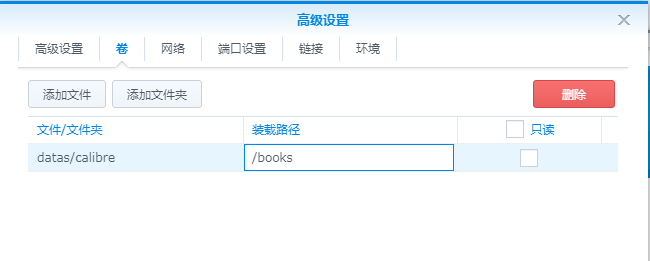 高级设置
高级设置 卷 网络 端口设置 链接 环境
添加文件 添加文件夹 删除
文件/文件夹 装载路径 只读
datas/calibre /books